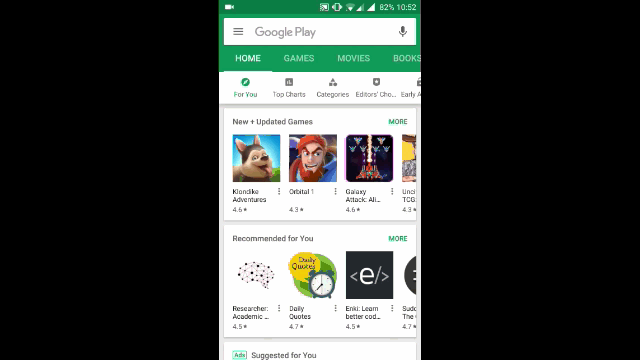 82% 10:52
Google Play
HOME GAMES MOVIES BOOKS
For You Top Charts Categories Editors' Cho... Early A
New + Updated Games MORE
Klondike Adventures
4.6 ★
Orbital 1
4.3 ★
Galaxy Attack: Ali...
4.6 ★
Unci
TCG
4.3
Recommended for You MORE
Daily Quotes
<e/>
Researcher: Academic ...
4.5 ★
Daily Quotes
4.7 ★
Enki: Learn better cod...
4.5 ★
Sudo
The C
4.7 ★
Ads Suggested for You